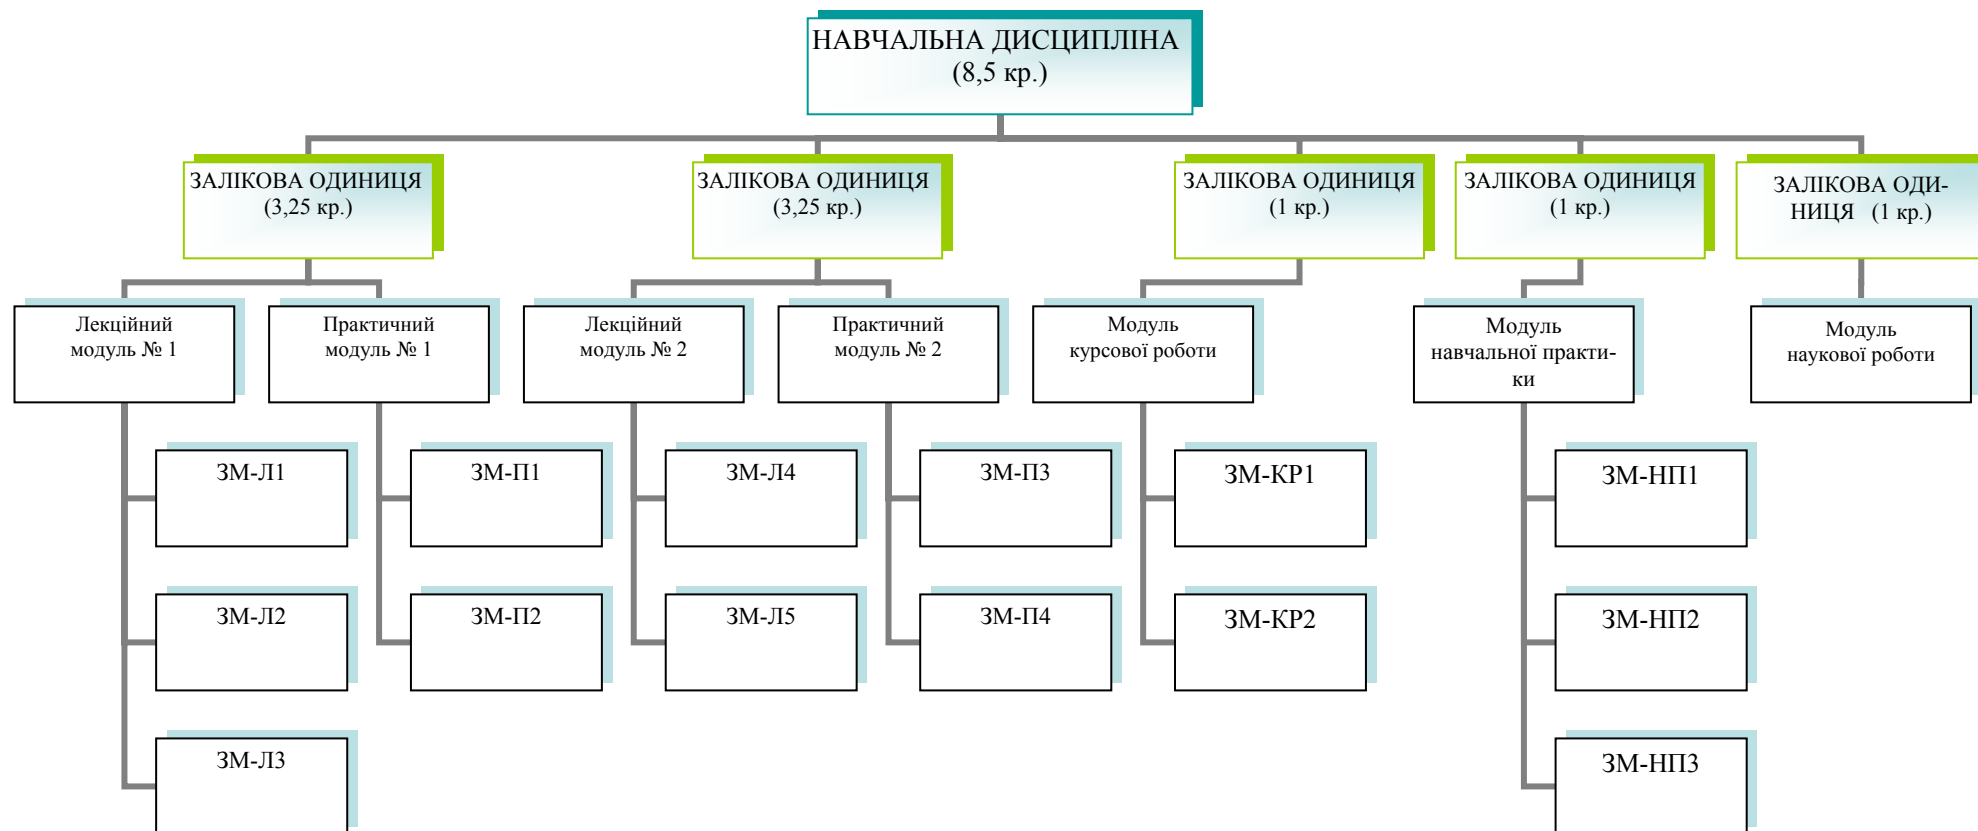 НАВЧАЛЬНА ДИСЦИПЛІНА
(8,5 кр.)
ЗАЛІКОВА ОДИНИЦЯ
(3,25 кр.)
ЗАЛІКОВА ОДИНИЦЯ
(3,25 кр.)
ЗАЛІКОВА ОДИНИЦЯ
(1 кр.)
ЗАЛІКОВА ОДИНИЦЯ
(1 кр.)
ЗАЛІКОВА ОДИ-
НИЦЯ (1 кр.)
Лекційний
модуль № 1
Практичний
модуль № 1
Лекційний
модуль № 2
Практичний
модуль № 2
Модуль
курсової роботи
Модуль
навчальної практи-
ки
Модуль
наукової роботи
ЗМ-Л1
ЗМ-П1
ЗМ-Л4
ЗМ-П3
ЗМ-КР1
ЗМ-НП1
ЗМ-Л2
ЗМ-П2
ЗМ-Л5
ЗМ-П4
ЗМ-КР2
ЗМ-НП2
ЗМ-Л3
ЗМ-НП3